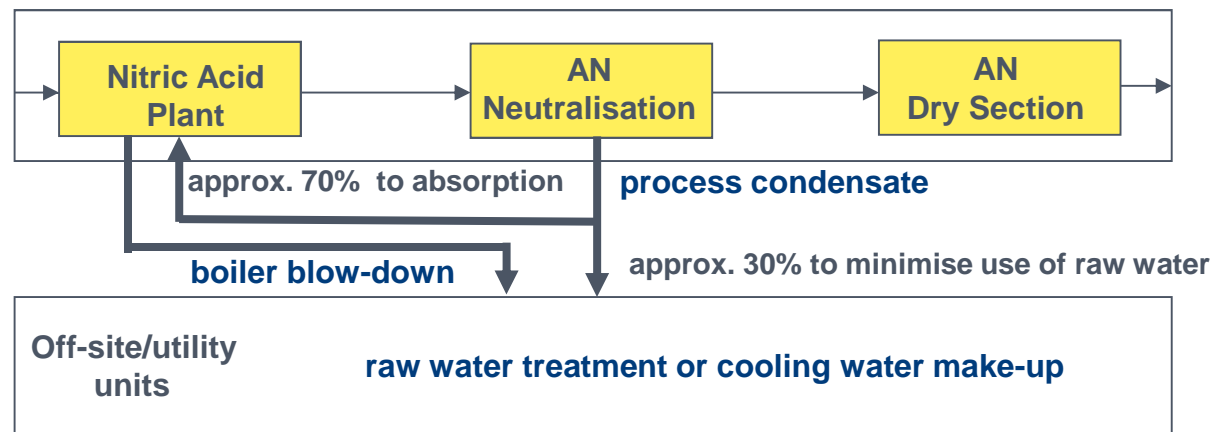 Nitric Acid
Plant
AN
Neutralisation
AN
Dry Section
approx. 70% to absorption
process condensate
boiler blow-down
approx. 30% to minimise use of raw water
Off-site/utility
units
raw water treatment or cooling water make-up